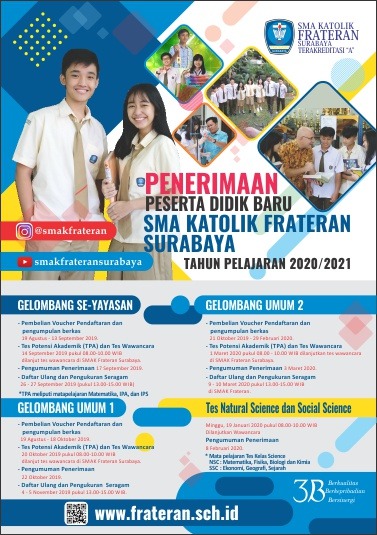 SMA KATOLIK
FRATERAN
SURABAYA
TERAKREDITASI "A"
PENERIMAAN
PESERTA DIDIK BARU
SMA KATOLIK FRATERAN
SURABAYA
TAHUN PELAJARAN 2020/2021
@smakfrateran
smakfrateransurabaya
GELOMBANG SE-YAYASAN
- Pembelian Voucher Pendaftaran dan
pengumpulan berkas
19 Agustus - 13 September 2019.
- Tes Potensi Akademik (TPA) dan Tes Wawancara
14 September 2019 pukul 08.00-10.00 WIB
dilanjut tes wawancara di SMAK Frateran Surabaya.
- Pengumuman Penerimaan 17 September 2019.
- Daftar Ulang dan Pengukuran Seragam
26 - 27 September 2019 (pukul 13.00-15.00 WIB)
*TPA meliputi matapelajaran Matematika, IPA, dan IPS
GELOMBANG UMUM 1
- Pembelian Voucher Pendaftaran dan
pengumpulan berkas
19 Agustus - 18 Oktober 2019.
- Tes Potensi Akademik (TPA) dan Tes Wawancara
20 Oktober 2019 pukul 08.00-10.00 WIB
dilanjut tes wawancara di SMAK Frateran Surabaya.
- Pengumuman Penerimaan
22 Oktober 2019.
- Daftar Ulang dan Pengukuran Seragam
4 - 5 November 2019 pukul 13.00-15.00 WIB.
GELOMBANG UMUM 2
- Pembelian Voucher Pendaftaran dan
pengumpulan berkas
21 Oktober 2019 - 29 Februari 2020.
- Tes Potensi Akademik (TPA) dan Tes Wawancara
1 Maret 2020 pukul 08.00 - 10.00 WIB dilanjutkan tes wawancara
di SMAK Frateran Surabaya.
- Pengumuman Penerimaan 3 Maret 2020.
- Daftar Ulang dan Pengukuran Seragam
9 - 10 Maret 2020 pukul 13.00-15.00 WIB
di SMAK Frateran.
Tes Natural Science dan Social Science
Minggu, 19 Januari 2020 pukul 08.00-10.00 WIB
Dilanjutkan Wawancara
Pengumuman Penerimaan
8 Februari 2020.
* Mata pelajaran Tes Kelas Science
NSC : Matematika, Fisika, Biologi dan Kimia
SSC : Ekonomi, Geografi, Sejarah
3B
Berkualitas
Berkepribadian
Bersinergi
www.frateran.sch.id